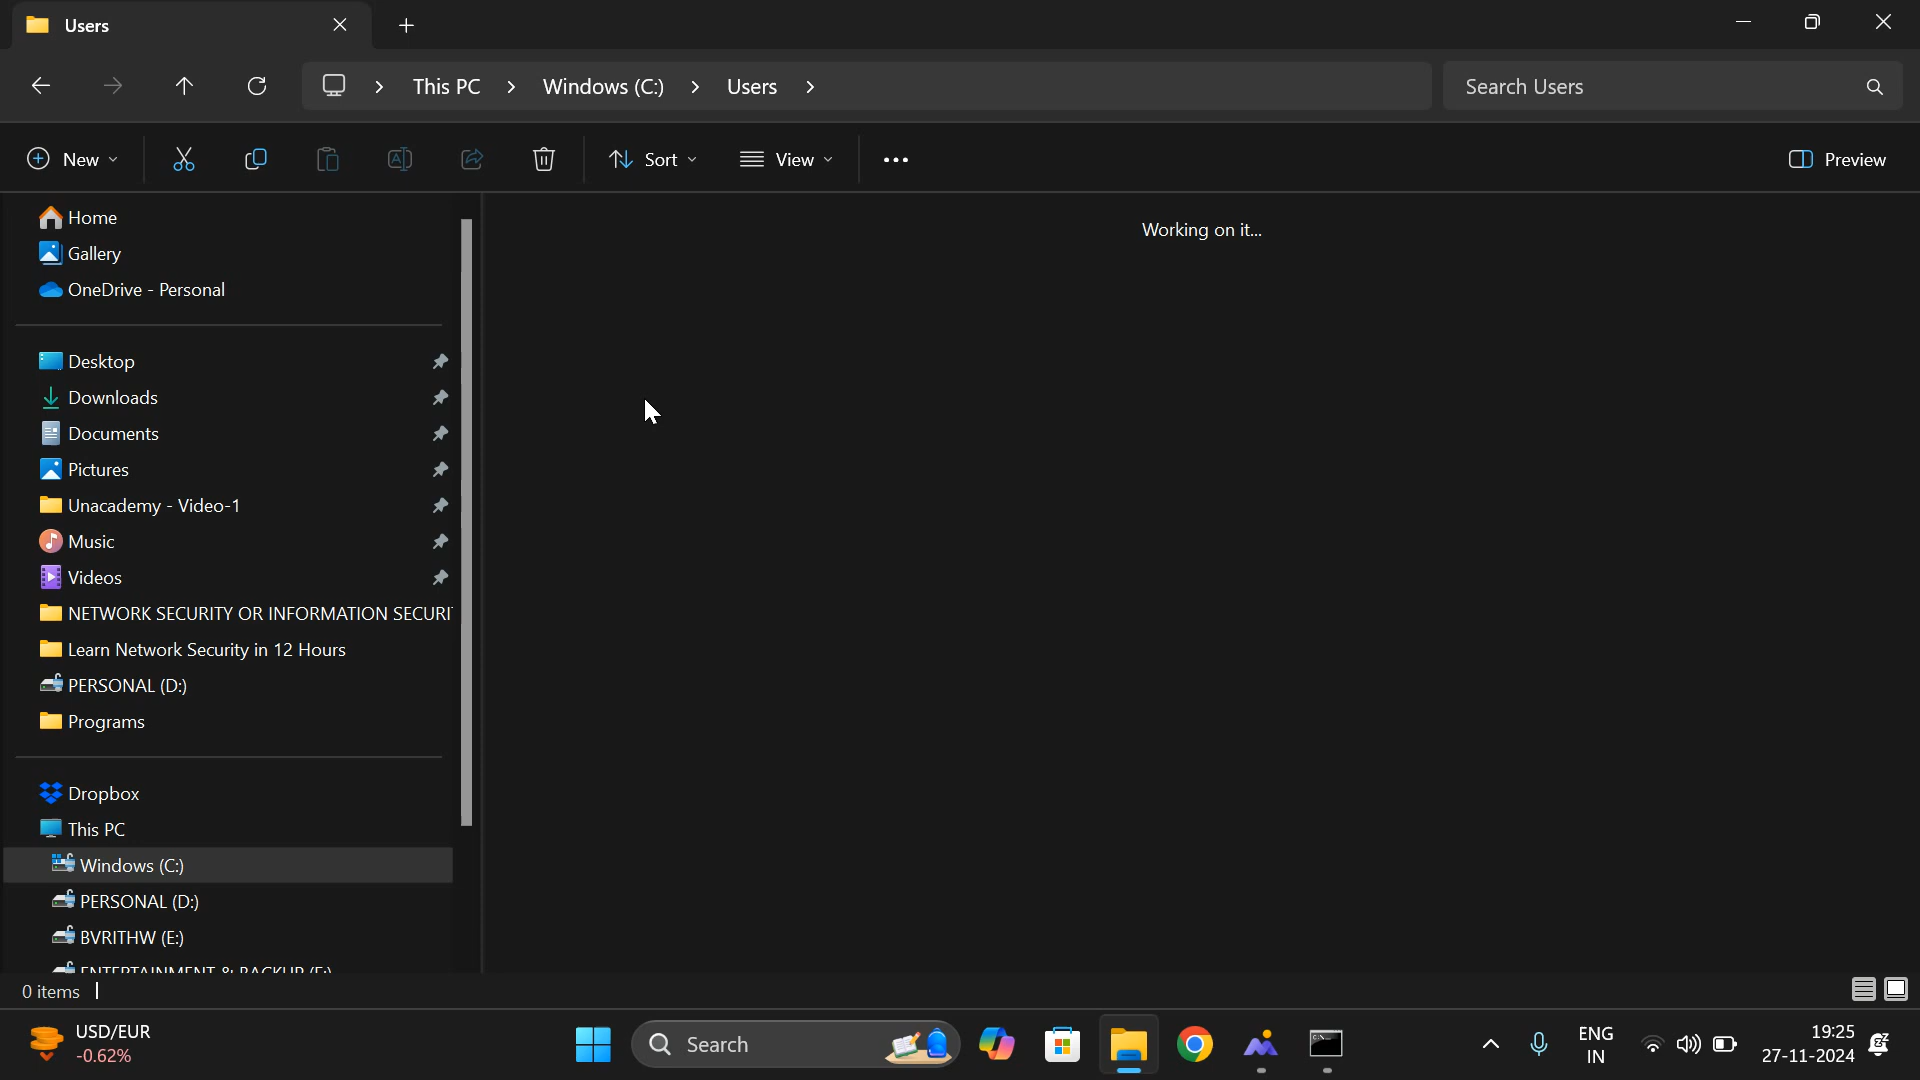 Users
This PC > Windows (C:) > Users >
Search Users
New
Sort
View
Preview
Home
Gallery
OneDrive - Personal
Working on it...
Desktop
Downloads
Documents
Pictures
Unacademy - Video-1
Music
Videos
NETWORK SECURITY OR INFORMATION SECURI
Learn Network Security in 12 Hours
PERSONAL (D:)
Programs
Dropbox
This PC
Windows (C:)
PERSONAL (D:)
BVRITHW (E:)
ENTERTAINMENT & BACKUP (F:)
0 items
USD/EUR
-0.62%
Search
ENG
IN
19:25
27-11-2024